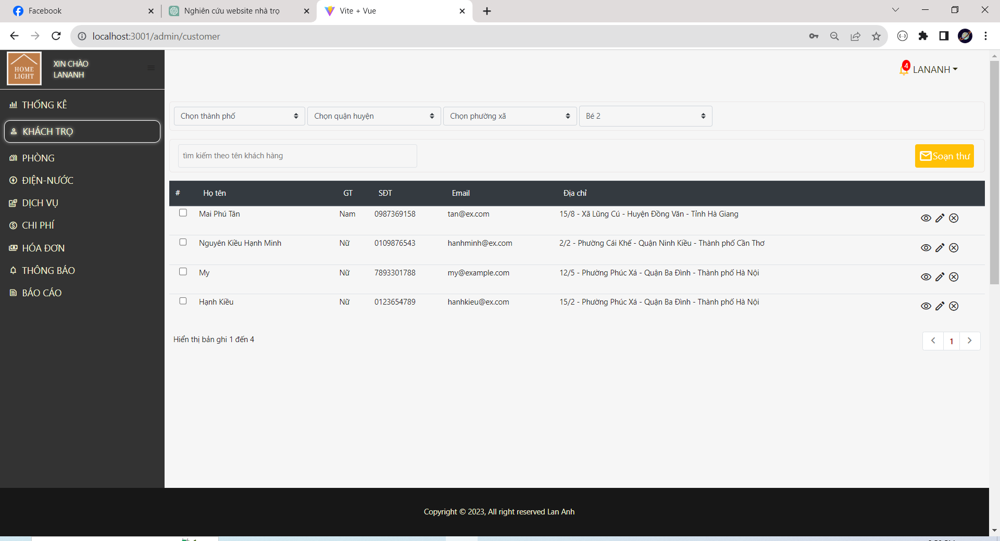 Facebook
Nghiên cứu website nhà trọ
Vite + Vue
localhost:3001/admin/customer
HOME
LIGHT
XIN CHÀO
LANANH
4
LANANH
THỐNG KÊ
KHÁCH TRỌ
PHÒNG
ĐIỆN-NƯỚC
DỊCH VỤ
CHI PHÍ
HÓA ĐƠN
THÔNG BÁO
BÁO CÁO
Chọn thành phố Chọn quận huyện Chọn phường xã Bé 2
tìm kiếm theo tên khách hàng
Soạn thư
# Họ tên GT SĐT Email Địa chỉ
Mai Phú Tân Nam 0987369158 tan@ex.com 15/8 - Xã Lũng Cú - Huyện Đồng Văn - Tỉnh Hà Giang
Nguyên Kiều Hạnh Minh Nữ 0109876543 hanhminh@ex.com 2/2 - Phường Cái Khế - Quận Ninh Kiều - Thành phố Cần Thơ
My Nữ 7893301788 my@example.com 12/5 - Phường Phúc Xá - Quận Ba Đình - Thành phố Hà Nội
Hạnh Kiều Nữ 0123654789 hanhkieu@ex.com 15/2 - Phường Phúc Xá - Quận Ba Đình - Thành phố Hà Nội
Hiển thị bản ghi 1 đến 4
1
Copyright © 2023, All right reserved Lan Anh